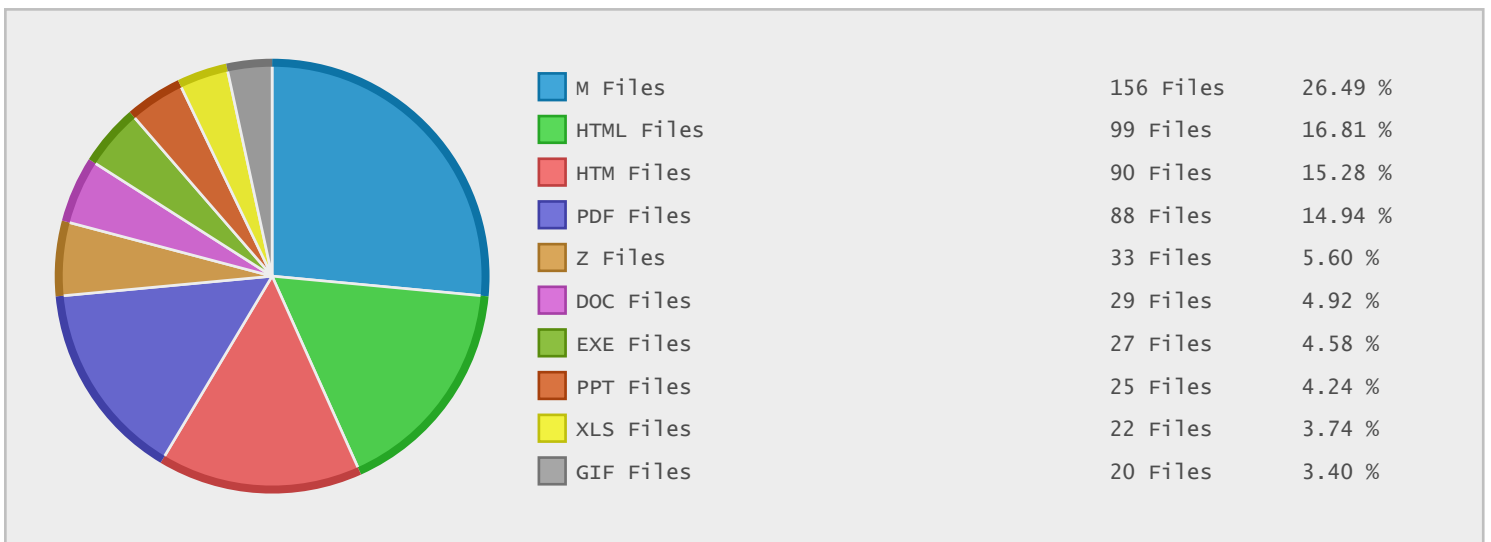 M Files 156 Files 26.49 %
HTML Files 99 Files 16.81 %
HTM Files 90 Files 15.28 %
PDF Files 88 Files 14.94 %
Z Files 33 Files 5.60 %
DOC Files 29 Files 4.92 %
EXE Files 27 Files 4.58 %
PPT Files 25 Files 4.24 %
XLS Files 22 Files 3.74 %
GIF Files 20 Files 3.40 %